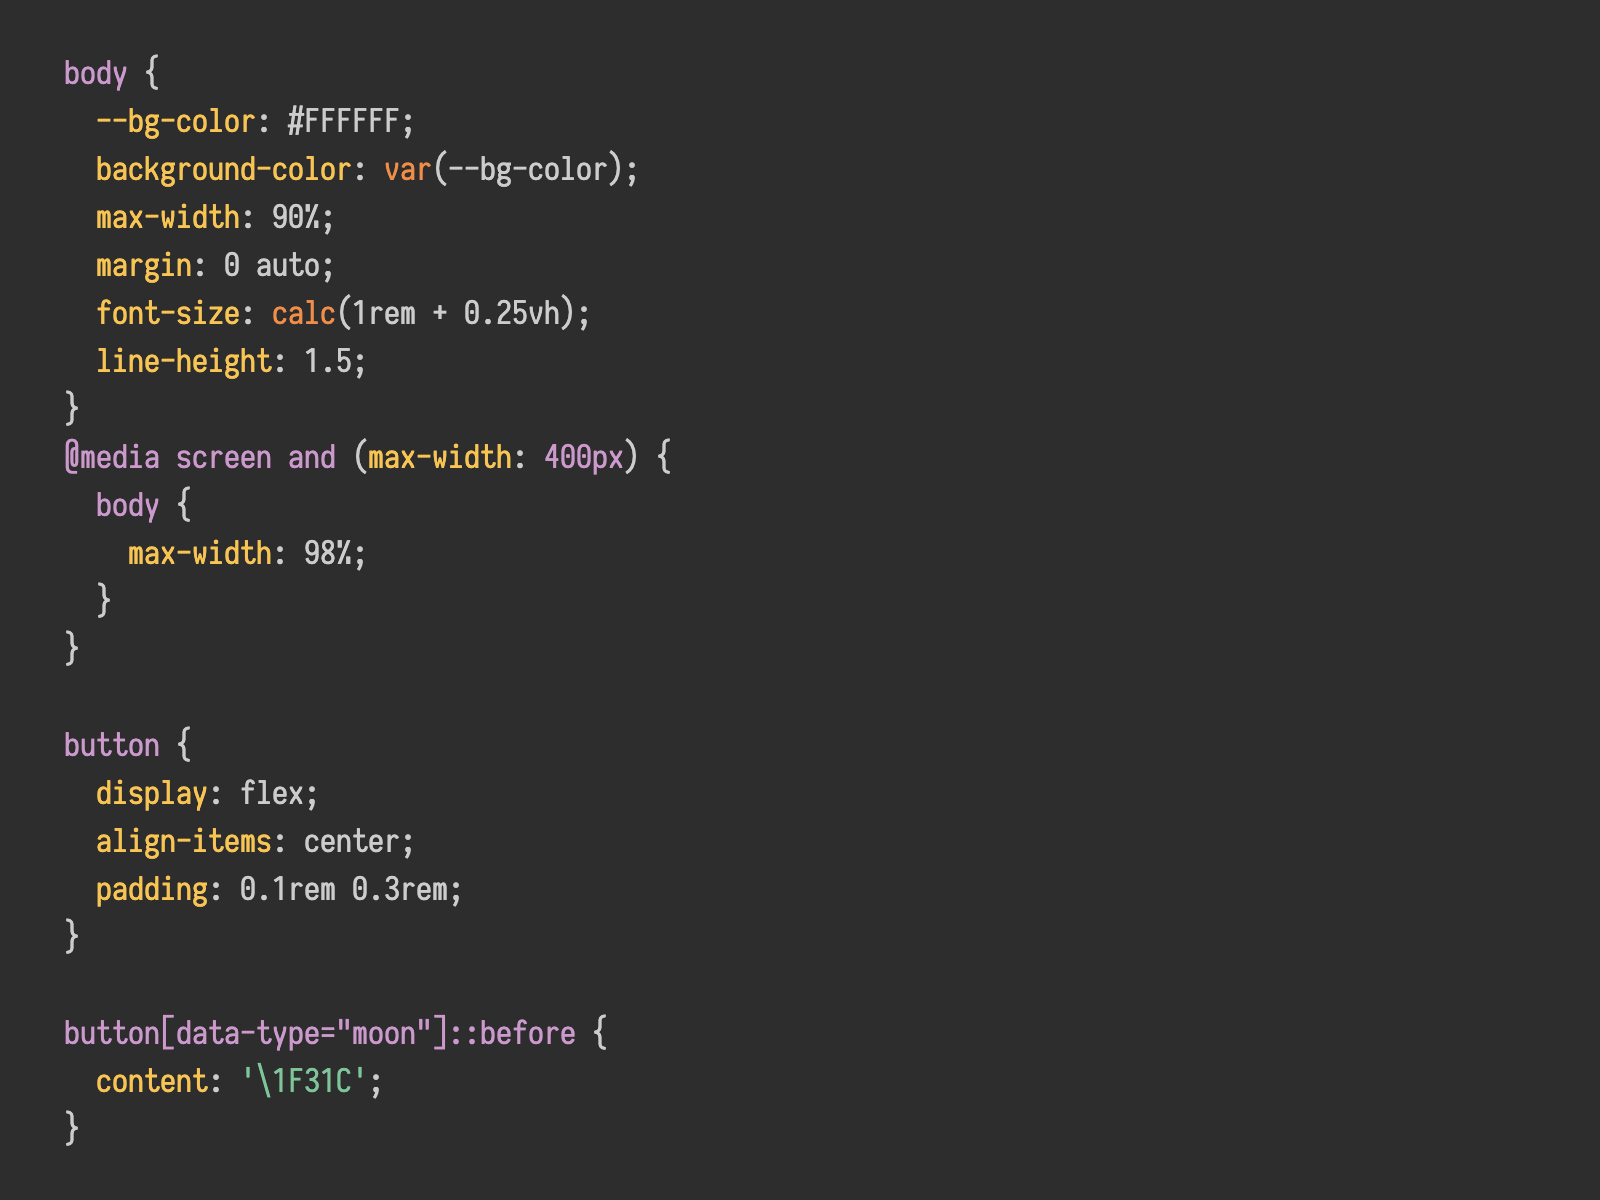 body {
  --bg-color: #FFFFFF;
  background-color: var(--bg-color);
  max-width: 90%;
  margin: 0 auto;
  font-size: calc(1rem + 0.25vh);
  line-height: 1.5;
}
@media screen and (max-width: 400px) {
  body {
    max-width: 98%;
  }
}

button {
  display: flex;
  align-items: center;
  padding: 0.1rem 0.3rem;
}

button[data-type="moon"]::before {
  content: '\1F31C';
}